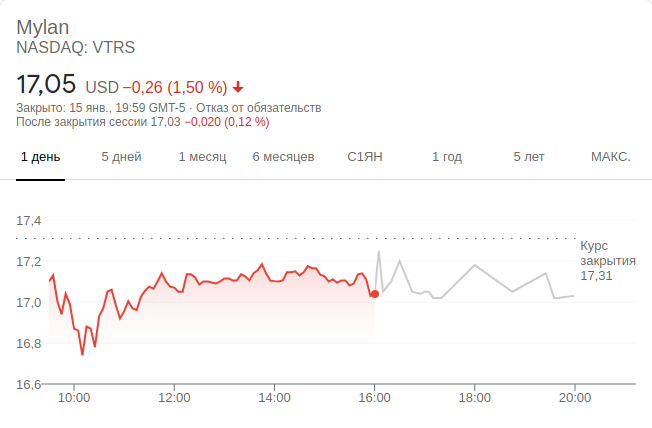 Mylan
NASDAQ: VTRS
17,05 USD −0,26 (1,50 %)
Закрыто: 15 янв., 19:59 GMT-5 · Отказ от обязательств
После закрытия сессии 17,03 −0,020 (0,12 %)
1 день 5 дней 1 месяц 6 месяцев С1ЯН 1 год 5 лет МАКС.
17,4
Курс
закрытия
17,31
17,2
17,0
16,8
16,6
10:00 12:00 14:00 16:00 18:00 20:00